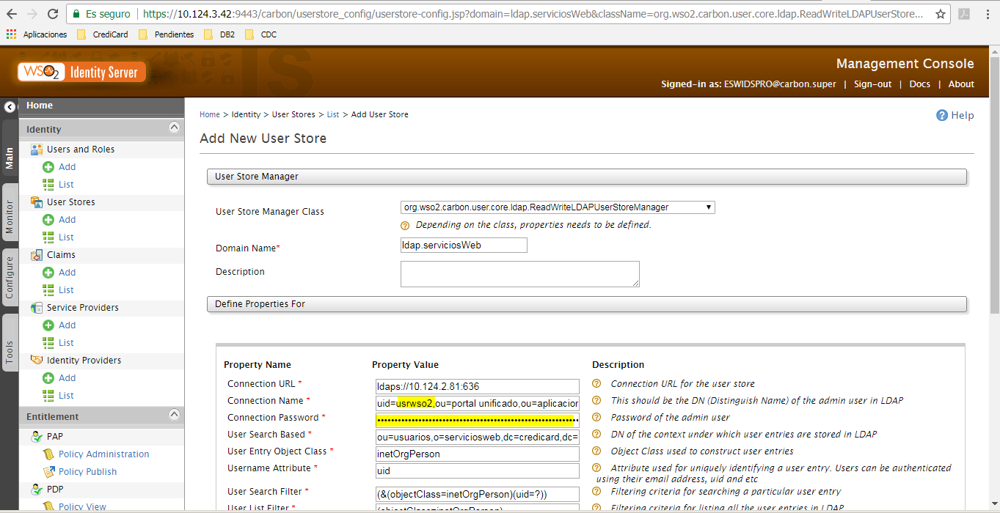 Es seguro
https://10.124.3.42:9443/carbon/userstore_config/userstore-config.jsp?domain=ldap.serviciosWeb&className=org.wso2.carbon.user.core.ldap.ReadWriteLDAPUserStore...
Aplicaciones CrediCard Pendientes DB2 CDC
WSO2 Identity Server
Management Console
Signed-in as: ESWIDSPRO@carbon.super | Sign-out | Docs | About
Main
Monitor
Configure
Tools
Home
Identity
Users and Roles
Add
List
User Stores
Add
List
Claims
Add
List
Service Providers
Add
List
Identity Providers
Add
List
Entitlement
PAP
Policy Administration
Policy Publish
PDP
Policy View
Home > Identity > User Stores > List > Add User Store
Help
Add New User Store
User Store Manager
User Store Manager Class org.wso2.carbon.user.core.ldap.ReadWriteLDAPUserStoreManager
Depending on the class, properties needs to be defined.
Domain Name* ldap.serviciosWeb
Description
Define Properties For
Property Name Property Value Description
Connection URL * ldaps://10.124.2.81:636 Connection URL for the user store
Connection Name * uid=usrwso2,ou=portal unificado,ou=aplicacion This should be the DN (Distinguish Name) of the admin user in LDAP
Connection Password * Password of the admin user
User Search Based * ou=usuarios,o=serviciosweb,dc=credicard,dc= DN of the context under which user entries are stored in LDAP
User Entry Object Class * inetOrgPerson Object Class used to construct user entries
Username Attribute * uid Attribute used for uniquely identifying a user entry. Users can be authenticated
using their email address, uid and etc
User Search Filter * (&(objectClass=inetOrgPerson)(uid=?)) Filtering criteria for searching a particular user entry
User List Filter * (objectClass=inetOrgPerson) Filtering criteria for listing all the user entries in LDAP